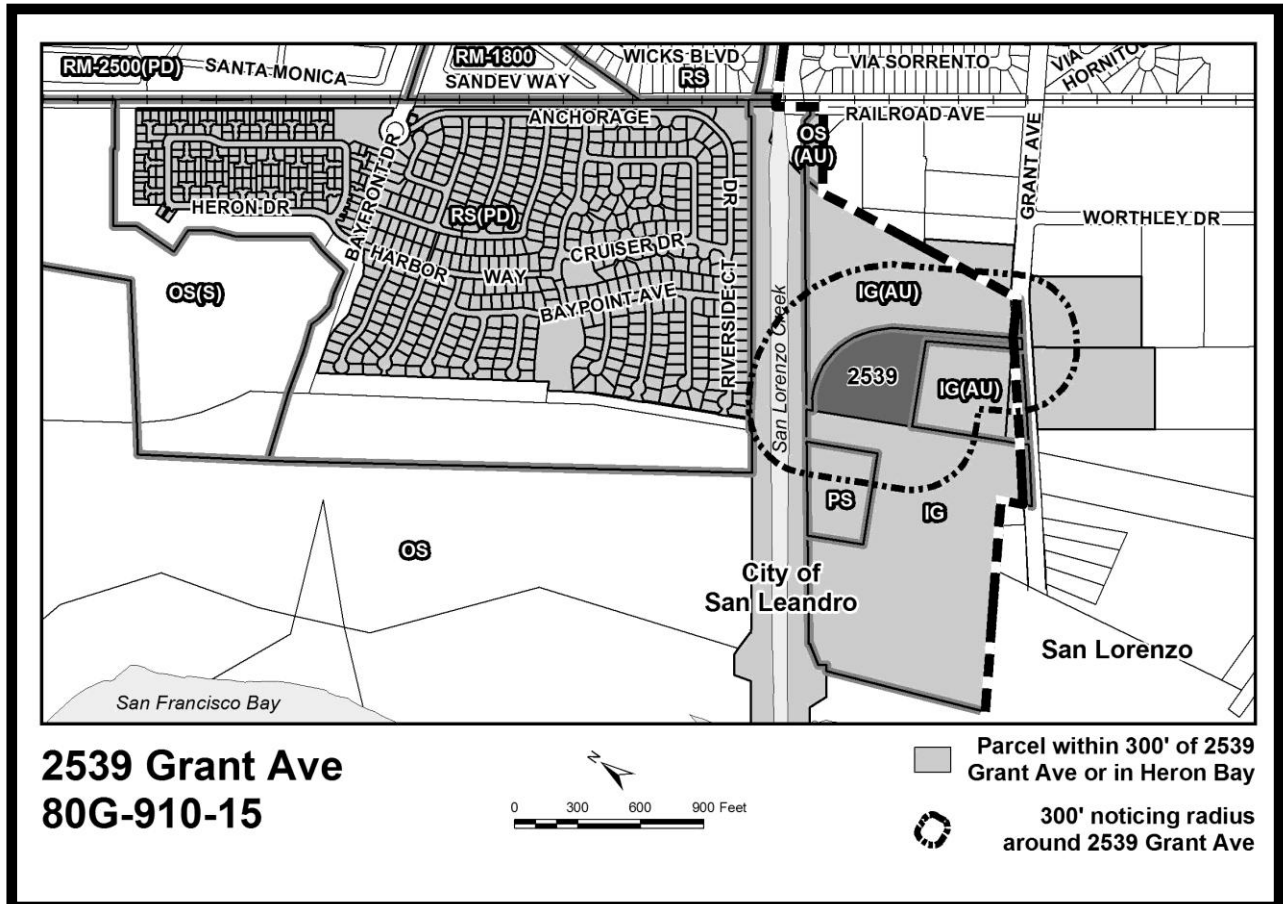 RM-2500(PD)
SANTA MONICA
RM-1800
SANDEV WAY
WICKS BLVD
RS
VIA SORRENTO
VIA
HORNITOS
ANCHORAGE
DR
OS
(AU)
RAILROAD AVE
GRANT AVE
WORTHLEY DR
HERON DR
BAYFRONT DR
RS(PD)
HARBOR
WAY
CRUISER DR
BAYPOINT AVE
RIVERSIDE CT
San Lorenzo Creek
OS(S)
IG(AU)
2539
IG(AU)
PS
IG
OS
City of
San Leandro
San Lorenzo
San Francisco Bay
2539 Grant Ave
80G-910-15
N
0 300 600 900 Feet
Parcel within 300' of 2539
Grant Ave or in Heron Bay
300' noticing radius
around 2539 Grant Ave